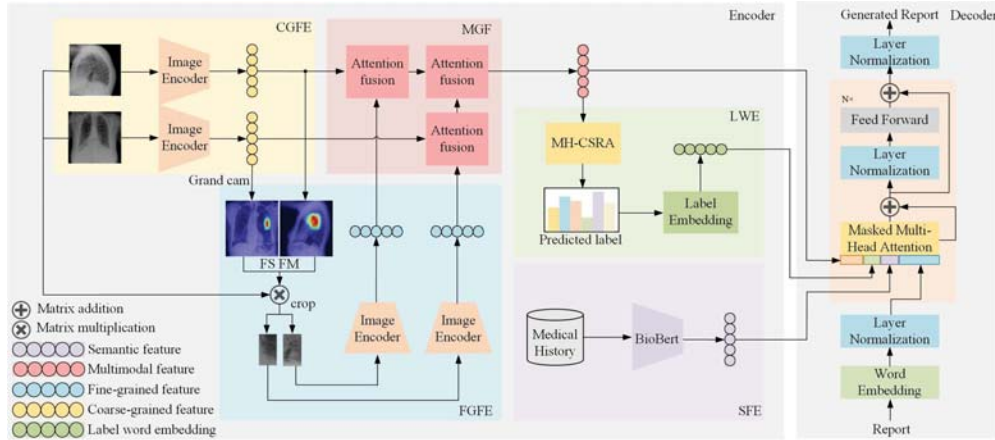 CGFE
Image
Encoder
Image
Encoder
Grand cam
MGF
Attention
fusion
Attention
fusion
Attention
fusion
Encoder
LWE
MH-CSRA
Predicted label
Label
Embedding
FS FM
crop
Image
Encoder
Image
Encoder
FGFE
Medical
History
BioBert
SFE
Matrix addition
Matrix multiplication
Semantic feature
Multimodal feature
Fine-grained feature
Coarse-grained feature
Label word embedding
Generated Report
Decoder
Layer
Normalization
N×
Feed Forward
Layer
Normalization
Masked Multi-
Head Attention
Layer
Normalization
Word
Embedding
Report